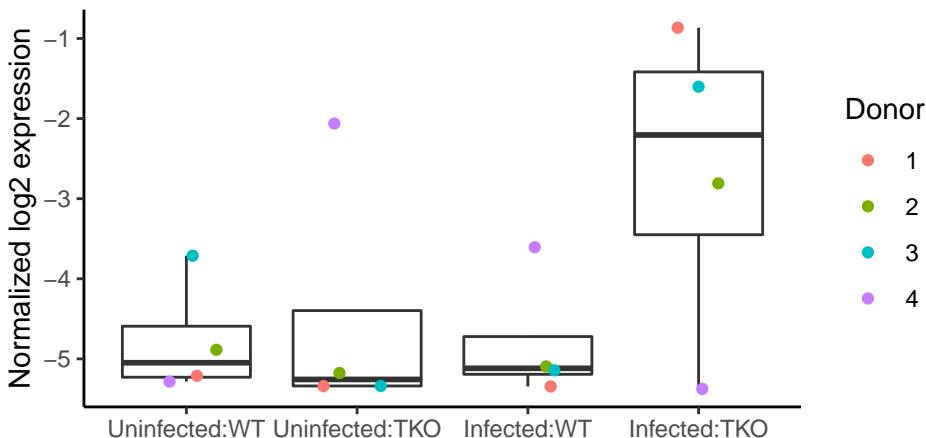 Normalized log2 expression
−1
−2
−3
−4
−5
Uninfected:WT
Uninfected:TKO
Infected:WT
Infected:TKO
Donor
1
2
3
4